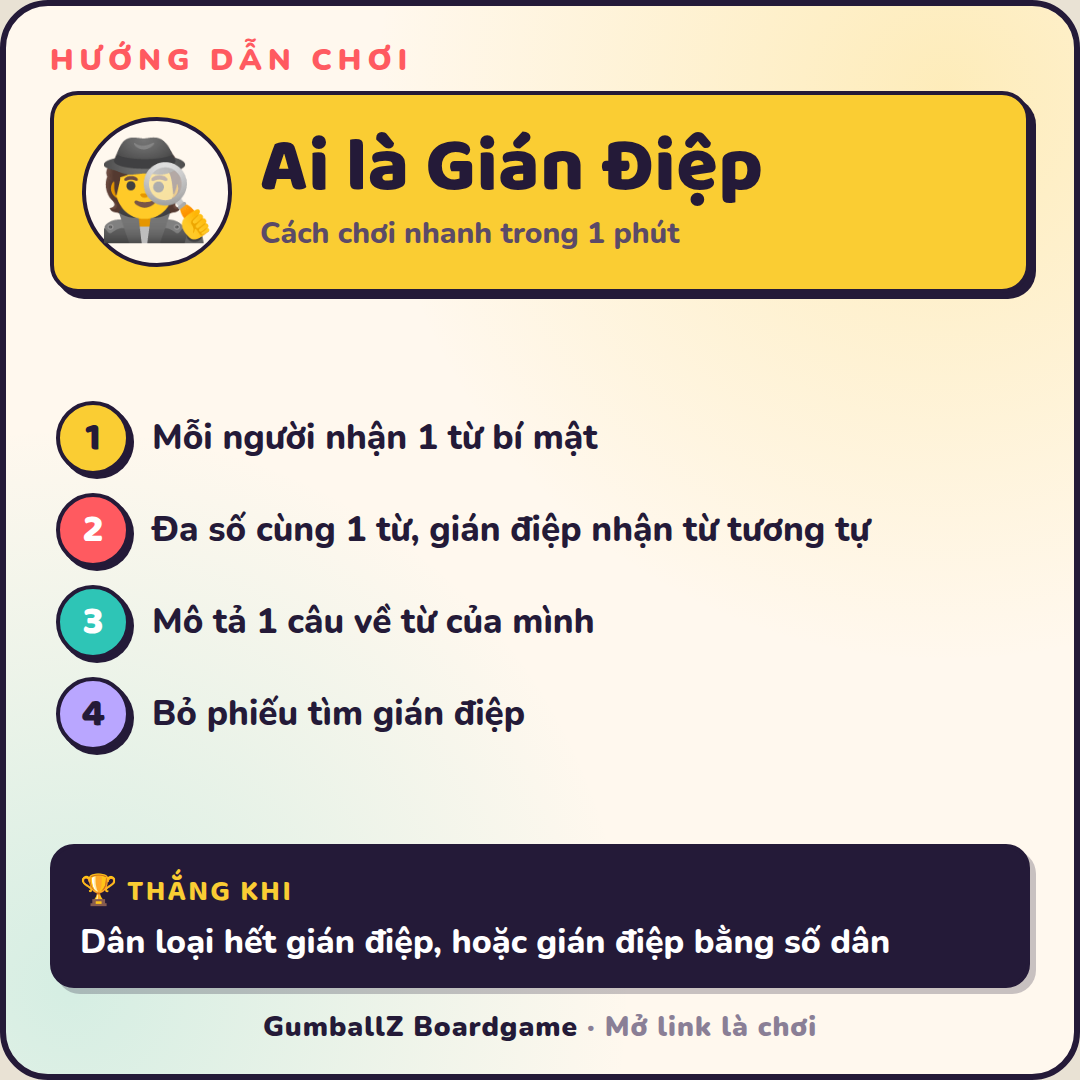 HƯỚNG DẪN CHƠI
Ai là Gián Điệp
Cách chơi nhanh trong 1 phút
1 Mỗi người nhận 1 từ bí mật
2 Đa số cùng 1 từ, gián điệp nhận từ tương tự
3 Mô tả 1 câu về từ của mình
4 Bỏ phiếu tìm gián điệp
🏆 THẮNG KHI
Dân loại hết gián điệp, hoặc gián điệp bằng số dân
GumballZ Boardgame · Mở link là chơi